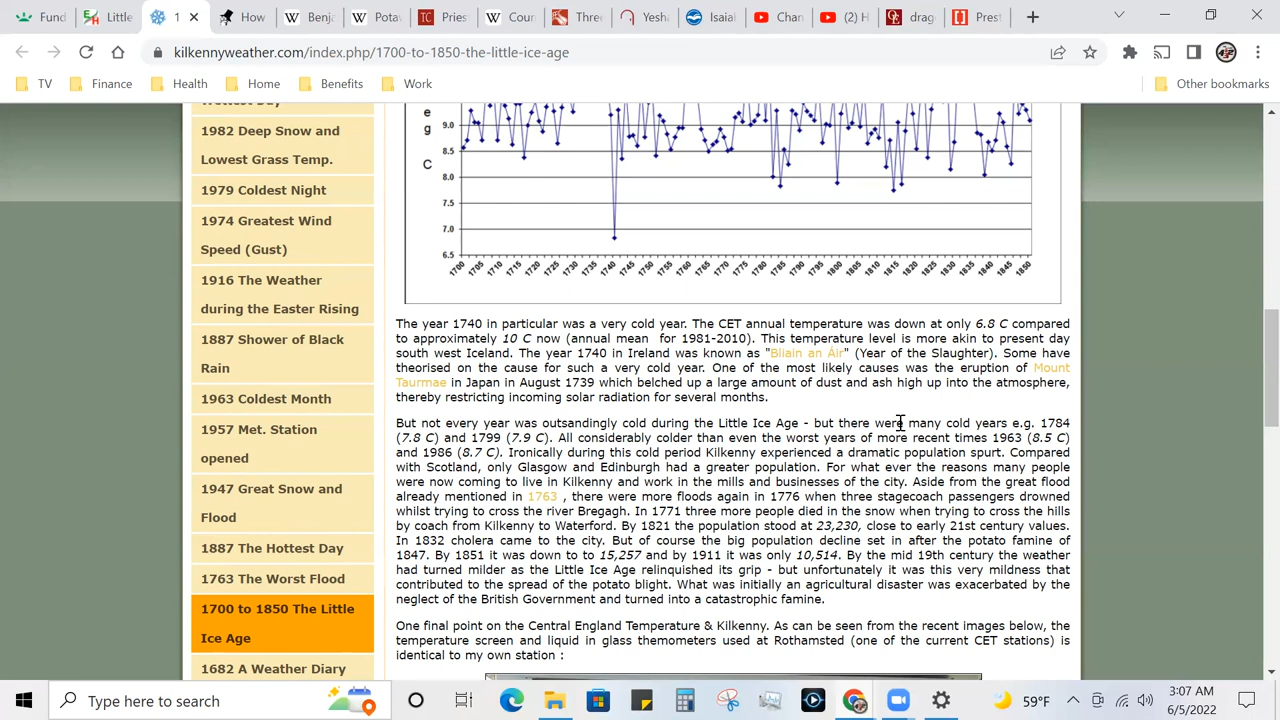 Fund
Little
1
How
Benja
Potat
Priest
Coun
Three
Yesha
Isaiah
Chan
(2) H
drag
Prest
kilkennyweather.com/index.php/1700-to-1850-the-little-ice-age
TV
Finance
Health
Home
Benefits
Work
Other bookmarks
1982 Deep Snow and
Lowest Grass Temp.
1979 Coldest Night
1974 Greatest Wind
Speed (Gust)
1916 The Weather
during the Easter Rising
1887 Shower of Black
Rain
1963 Coldest Month
1957 Met. Station
opened
1947 Great Snow and
Flood
1887 The Hottest Day
1763 The Worst Flood
1700 to 1850 The Little
Ice Age
1682 A Weather Diary
e
g
C
9.0
8.5
8.0
7.5
7.0
6.5
1700 1705 1710 1715 1720 1725 1730 1735 1740 1745 1750 1755 1760 1765 1770 1775 1780 1785 1790 1795 1800 1805 1810 1815 1820 1825 1830 1835 1840 1845 1850
The year 1740 in particular was a very cold year. The CET annual temperature was down at only 6.8 C compared
to approximately 10 C now (annual mean for 1981-2010). This temperature level is more akin to present day
south west Iceland. The year 1740 in Ireland was known as "Bliain an Áir" (Year of the Slaughter). Some have
theorised on the cause for such a very cold year. One of the most likely causes was the eruption of Mount
Taurmae in Japan in August 1739 which belched up a large amount of dust and ash high up into the atmosphere,
thereby restricting incoming solar radiation for several months.
But not every year was outsandingly cold during the Little Ice Age - but there were many cold years e.g. 1784
(7.8 C) and 1799 (7.9 C). All considerably colder than even the worst years of more recent times 1963 (8.5 C)
and 1986 (8.7 C). Ironically during this cold period Kilkenny experienced a dramatic population spurt. Compared
with Scotland, only Glasgow and Edinburgh had a greater population. For what ever the reasons many people
were now coming to live in Kilkenny and work in the mills and businesses of the city. Aside from the great flood
already mentioned in 1763 , there were more floods again in 1776 when three stagecoach passengers drowned
whilst trying to cross the river Bregagh. In 1771 three more people died in the snow when trying to cross the hills
by coach from Kilkenny to Waterford. By 1821 the population stood at 23,230, close to early 21st century values.
In 1832 cholera came to the city. But of course the big population decline set in after the potato famine of
1847. By 1851 it was down to to 15,257 and by 1911 it was only 10,514. By the mid 19th century the weather
had turned milder as the Little Ice Age relinquished its grip - but unfortunately it was this very mildness that
contributed to the spread of the potato blight. What was initially an agricultural disaster was exacerbated by the
neglect of the British Government and turned into a catastrophic famine.
One final point on the Central England Temperature & Kilkenny. As can be seen from the recent images below, the
temperature screen and liquid in glass themometers used at Rothamsted (one of the current CET stations) is
identical to my own station :
Type here to search
59°F
3:07 AM
6/5/2022